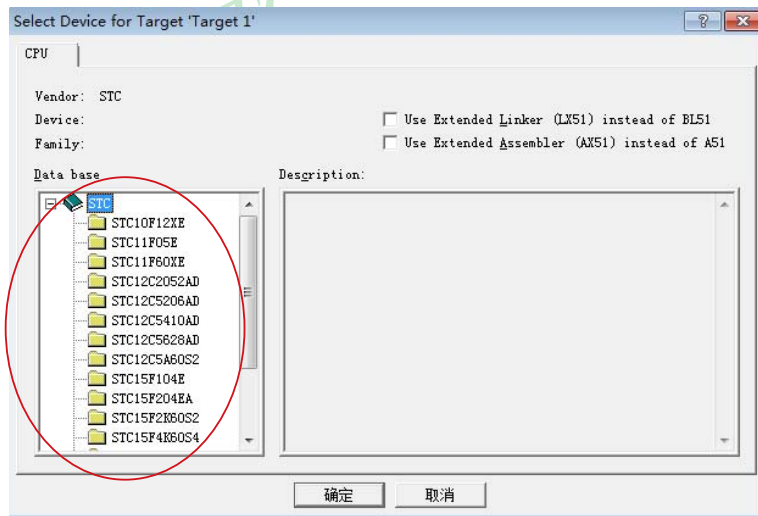 Select Device for Target 'Target 1'
CPU
Vendor: STC
Device:
Use Extended Linker (LX51) instead of BL51
Family:
Use Extended Assembler (AX51) instead of A51
Data base
Description:
STC
STC10F12XE
STC11F05E
STC11F60XE
STC12C2052AD
STC12C5206AD
STC12C5410AD
STC12C5628AD
STC12C5A60S2
STC15F104E
STC15F204EA
STC15F2K60S2
STC15F4K60S4
确定
取消